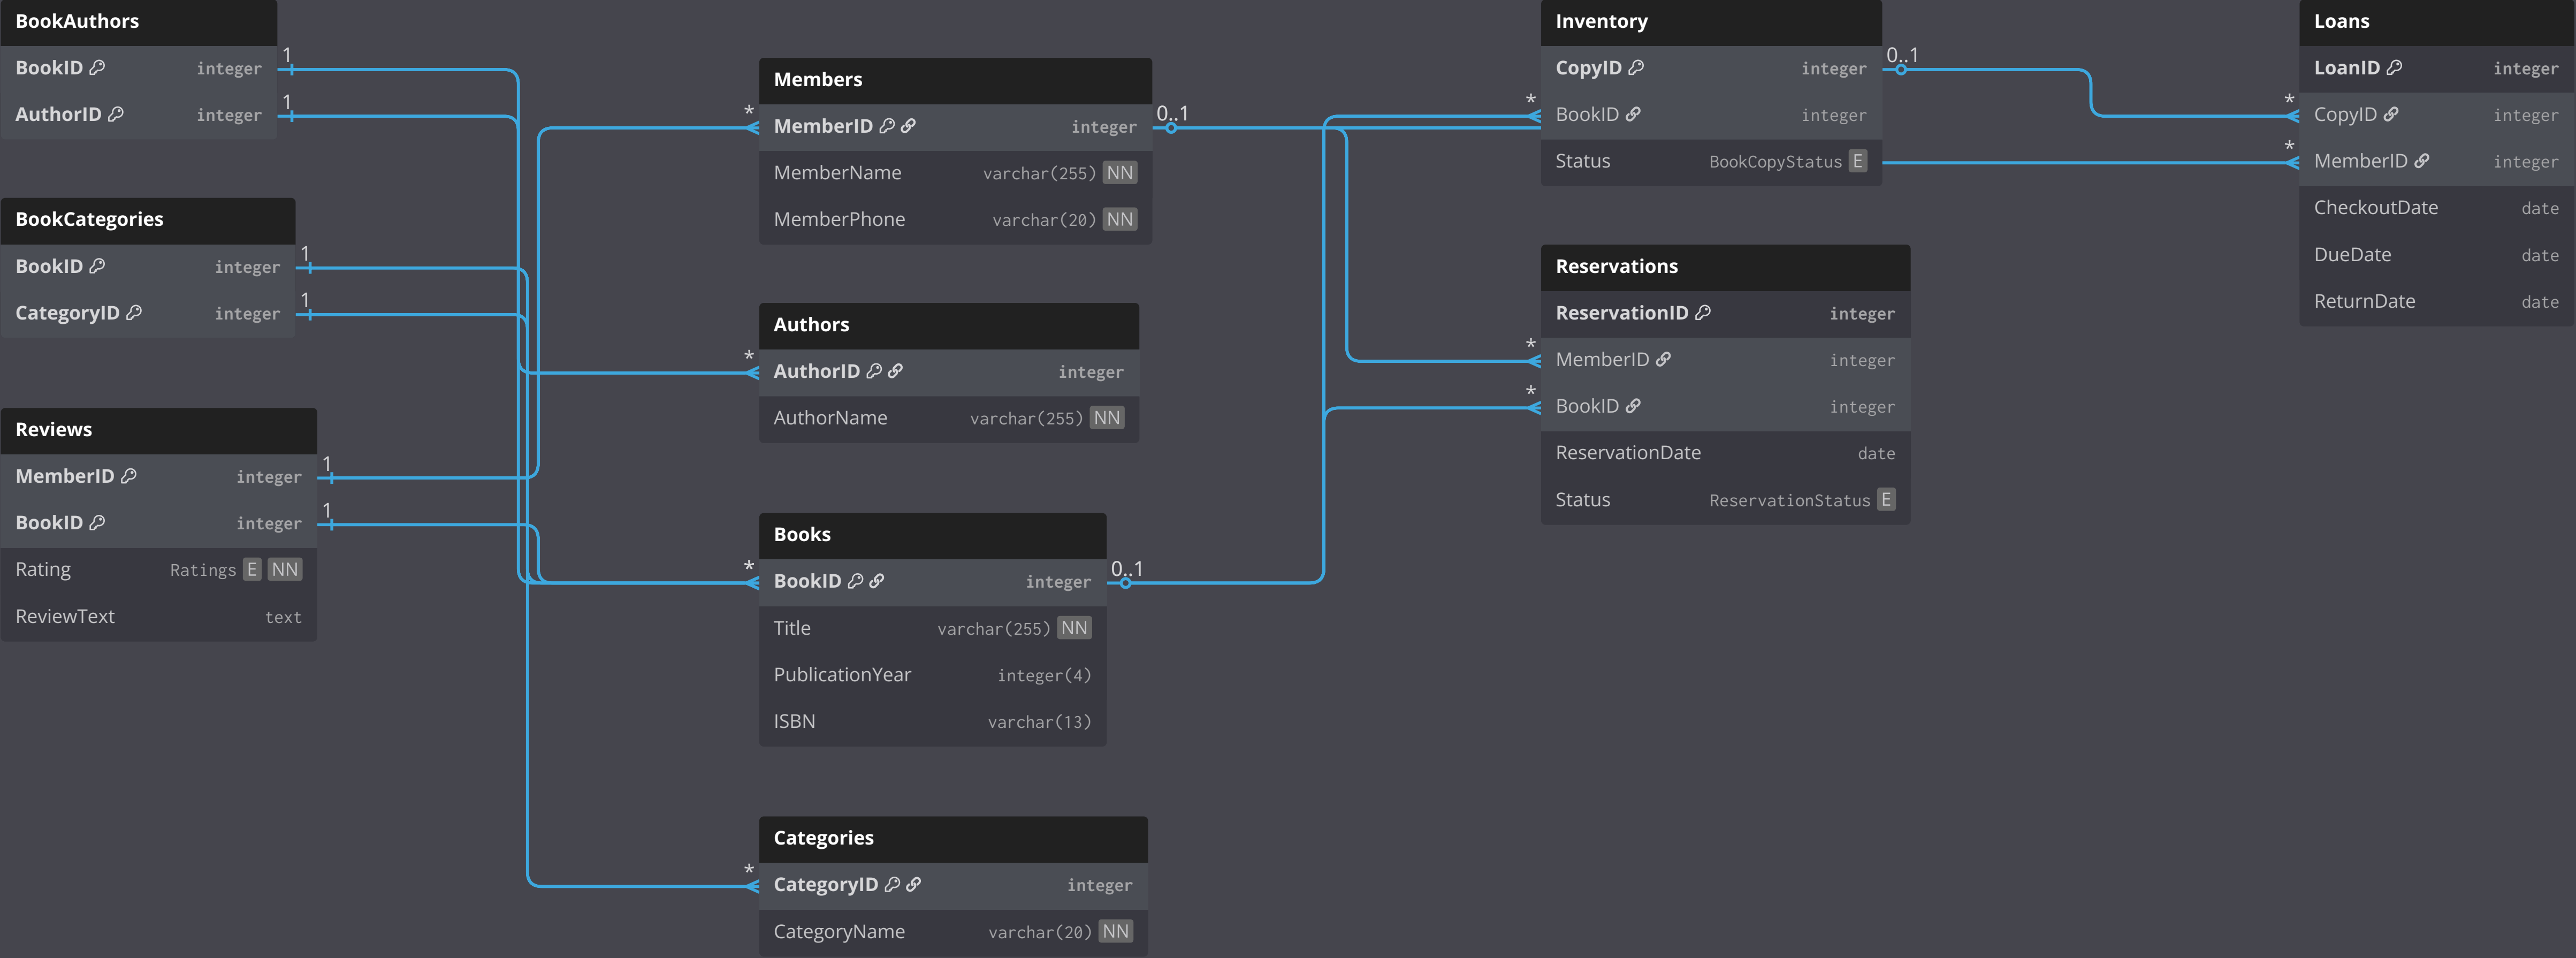 BookAuthors
BookID integer
AuthorID integer
1
1
BookCategories
BookID integer
CategoryID integer
1
1
Reviews
MemberID integer
BookID integer
Rating Ratings E NN
ReviewText text
1
1
Members
MemberID integer
MemberName varchar(255) NN
MemberPhone varchar(20) NN
*
0..1
Authors
AuthorID integer
AuthorName varchar(255) NN
*
Books
BookID integer
Title varchar(255) NN
PublicationYear integer(4)
ISBN varchar(13)
*
0..1
Categories
CategoryID integer
CategoryName varchar(20) NN
*
Inventory
CopyID integer
BookID integer
Status BookCopyStatus E
*
0..1
Reservations
ReservationID integer
MemberID integer
BookID integer
ReservationDate date
Status ReservationStatus E
*
*
Loans
LoanID integer
CopyID integer
MemberID integer
CheckoutDate date
DueDate date
ReturnDate date
*
*